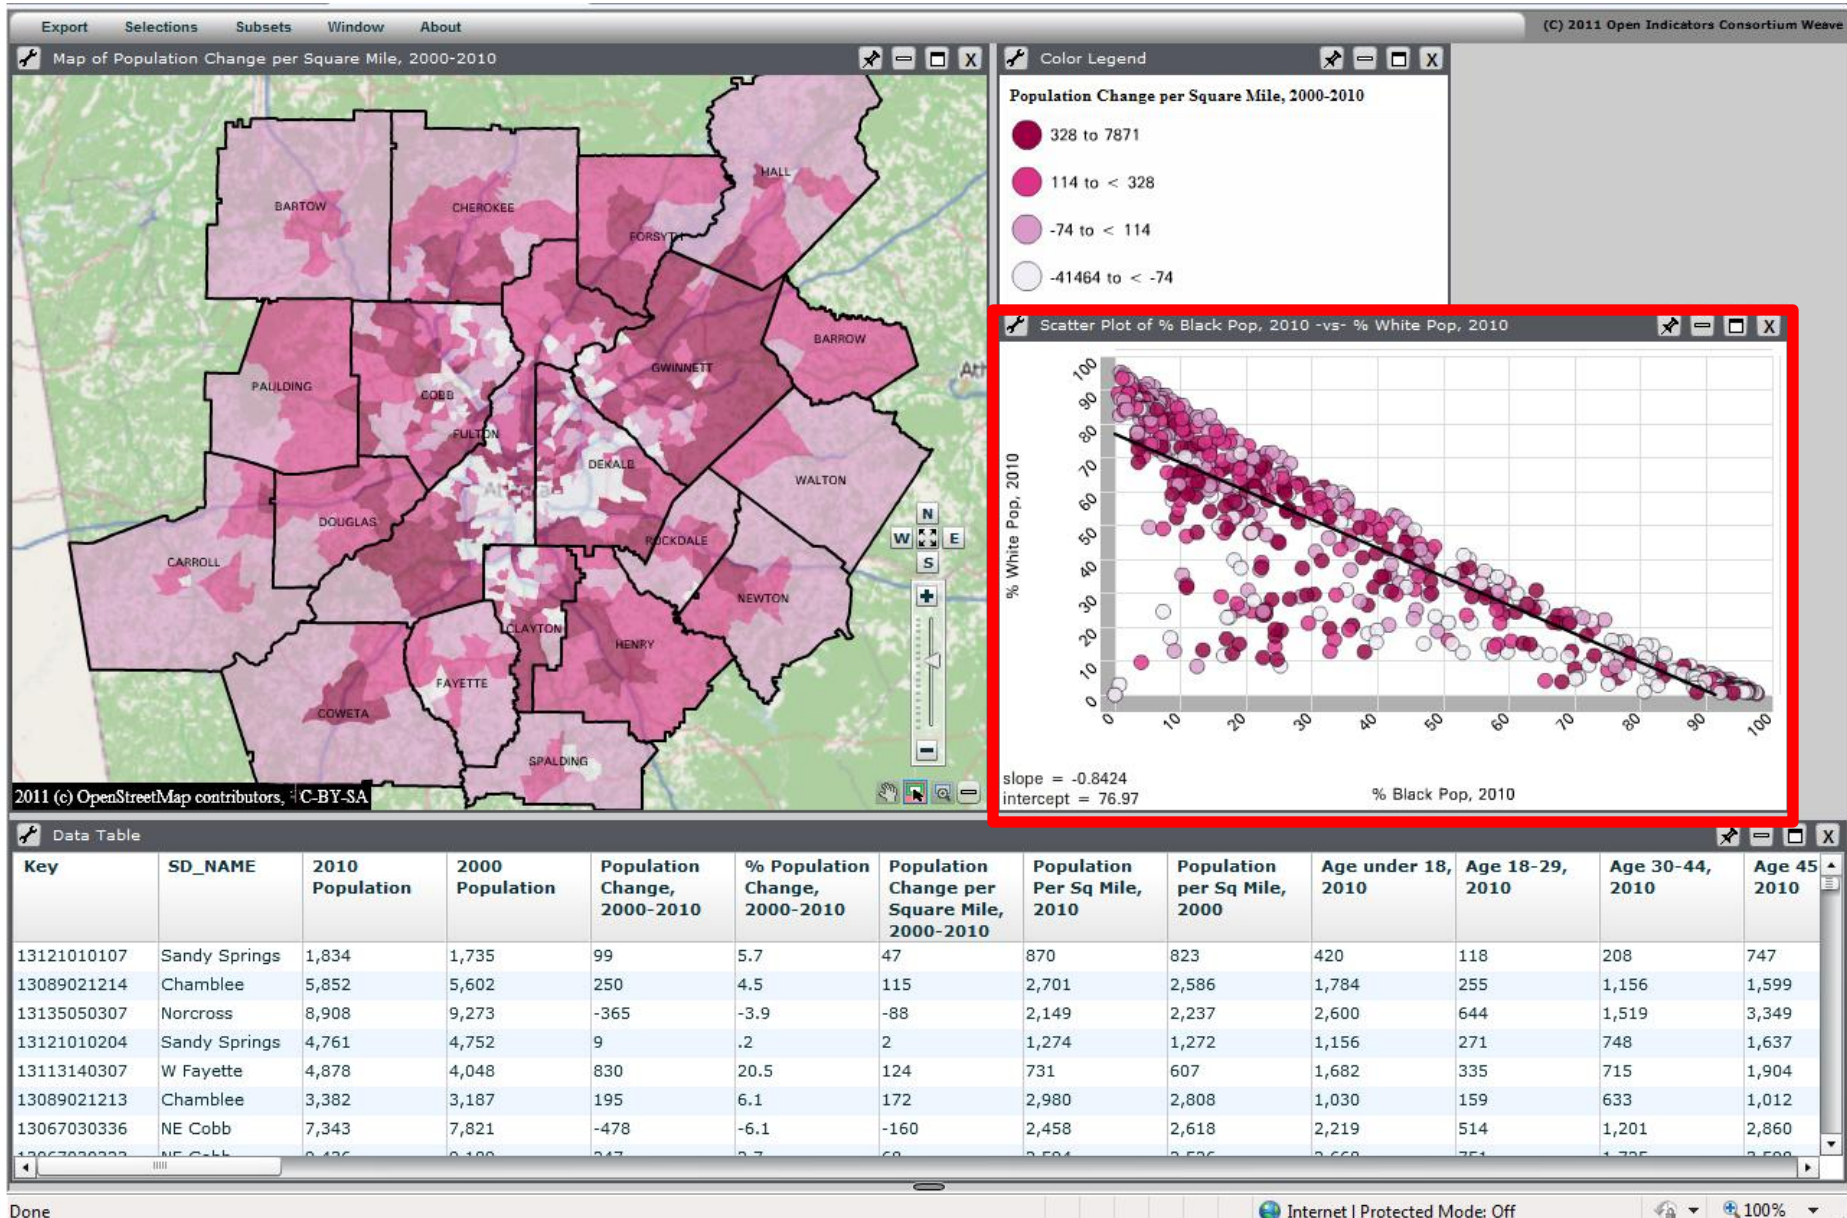 Export Selections Subsets Window About
(C) 2011 Open Indicators Consortium Weave
Map of Population Change per Square Mile, 2000-2010
X
BARTOW
CHEROKEE
HALL
FORSYTH
BARROW
PAULDING
COBB
GWINNETT
FULTON
DEKALB
WALTON
Atlanta
DOUGLAS
ROCKDALE
CARROLL
NEWTON
CLAYTON
HENRY
FAYETTE
COWETA
SPALDING
N
W E
S
2011 (c) OpenStreetMap contributors, C-BY-SA
Color Legend
X
Population Change per Square Mile, 2000-2010
328 to 7871
114 to < 328
-74 to < 114
-41464 to < -74
Scatter Plot of % Black Pop, 2010 -vs- % White Pop, 2010
X
% White Pop, 2010
100
90
80
70
60
50
40
30
20
10
0
0 10 20 30 40 50 60 70 80 90 100
slope = -0.8424
intercept = 76.97
% Black Pop, 2010
Data Table
X
Key SD_NAME 2010 Population 2000 Population Population Change, 2000-2010 % Population Change, 2000-2010 Population Change per Square Mile, 2000-2010 Population Per Sq Mile, 2010 Population per Sq Mile, 2000 Age under 18, 2010 Age 18-29, 2010 Age 30-44, 2010 Age 45 2010
13121010107 Sandy Springs 1,834 1,735 99 5.7 47 870 823 420 118 208 747
13089021214 Chamblee 5,852 5,602 250 4.5 115 2,701 2,586 1,784 255 1,156 1,599
13135050307 Norcross 8,908 9,273 -365 -3.9 -88 2,149 2,237 2,600 644 1,519 3,349
13121010204 Sandy Springs 4,761 4,752 9 .2 2 1,274 1,272 1,156 271 748 1,637
13113140307 W Fayette 4,878 4,048 830 20.5 124 731 607 1,682 335 715 1,904
13089021213 Chamblee 3,382 3,187 195 6.1 172 2,980 2,808 1,030 159 633 1,012
13067030336 NE Cobb 7,343 7,821 -478 -6.1 -160 2,458 2,618 2,219 514 1,201 2,860
Done
Internet | Protected Mode: Off
100%